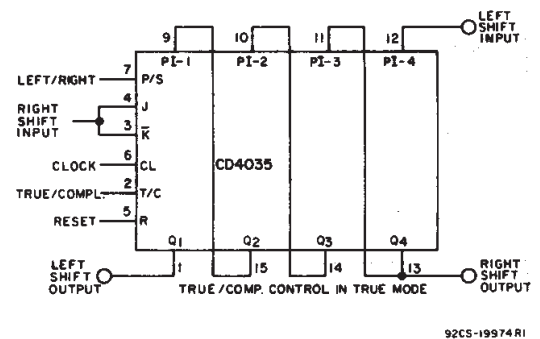 LEFT
SHIFT
INPUT
9
10
11
12
PI-1
PI-2
PI-3
PI-4
LEFT/RIGHT
7
P/S
RIGHT
SHIFT
INPUT
4
J
3
K̅
CLOCK
6
CL
CD4035
TRUE/COMPL.
2
T/C
RESET
5
R
Q1
Q2
Q3
Q4
LEFT
SHIFT
OUTPUT
1
15
14
13
RIGHT
SHIFT
OUTPUT
TRUE/COMP. CONTROL IN TRUE MODE
92CS-19974RI